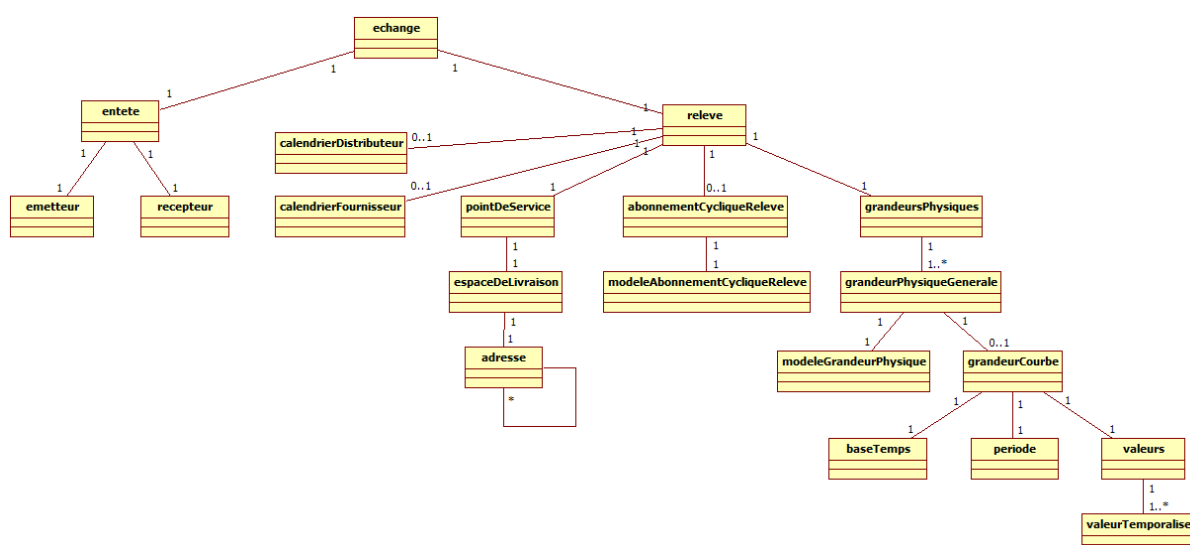 echange
1
1
1
1
entete
releve
1
1
1
1
1
1
1
calendrierDistributeur
0..1
1
1
0..1
1
0..1
1
emetteur
recepteur
calendrierFournisseur
pointDeService
abonnementCycliqueReleve
grandeursPhysiques
1
1
1
1
1
1..*
espaceDeLivraison
modeleAbonnementCycliqueReleve
grandeurPhysiqueGenerale
1
1
1
1
1
0..1
adresse
modeleGrandeurPhysique
grandeurCourbe
*
1
1
1
1
1
1
baseTemps
periode
valeurs
1
1..*
valeurTemporalise